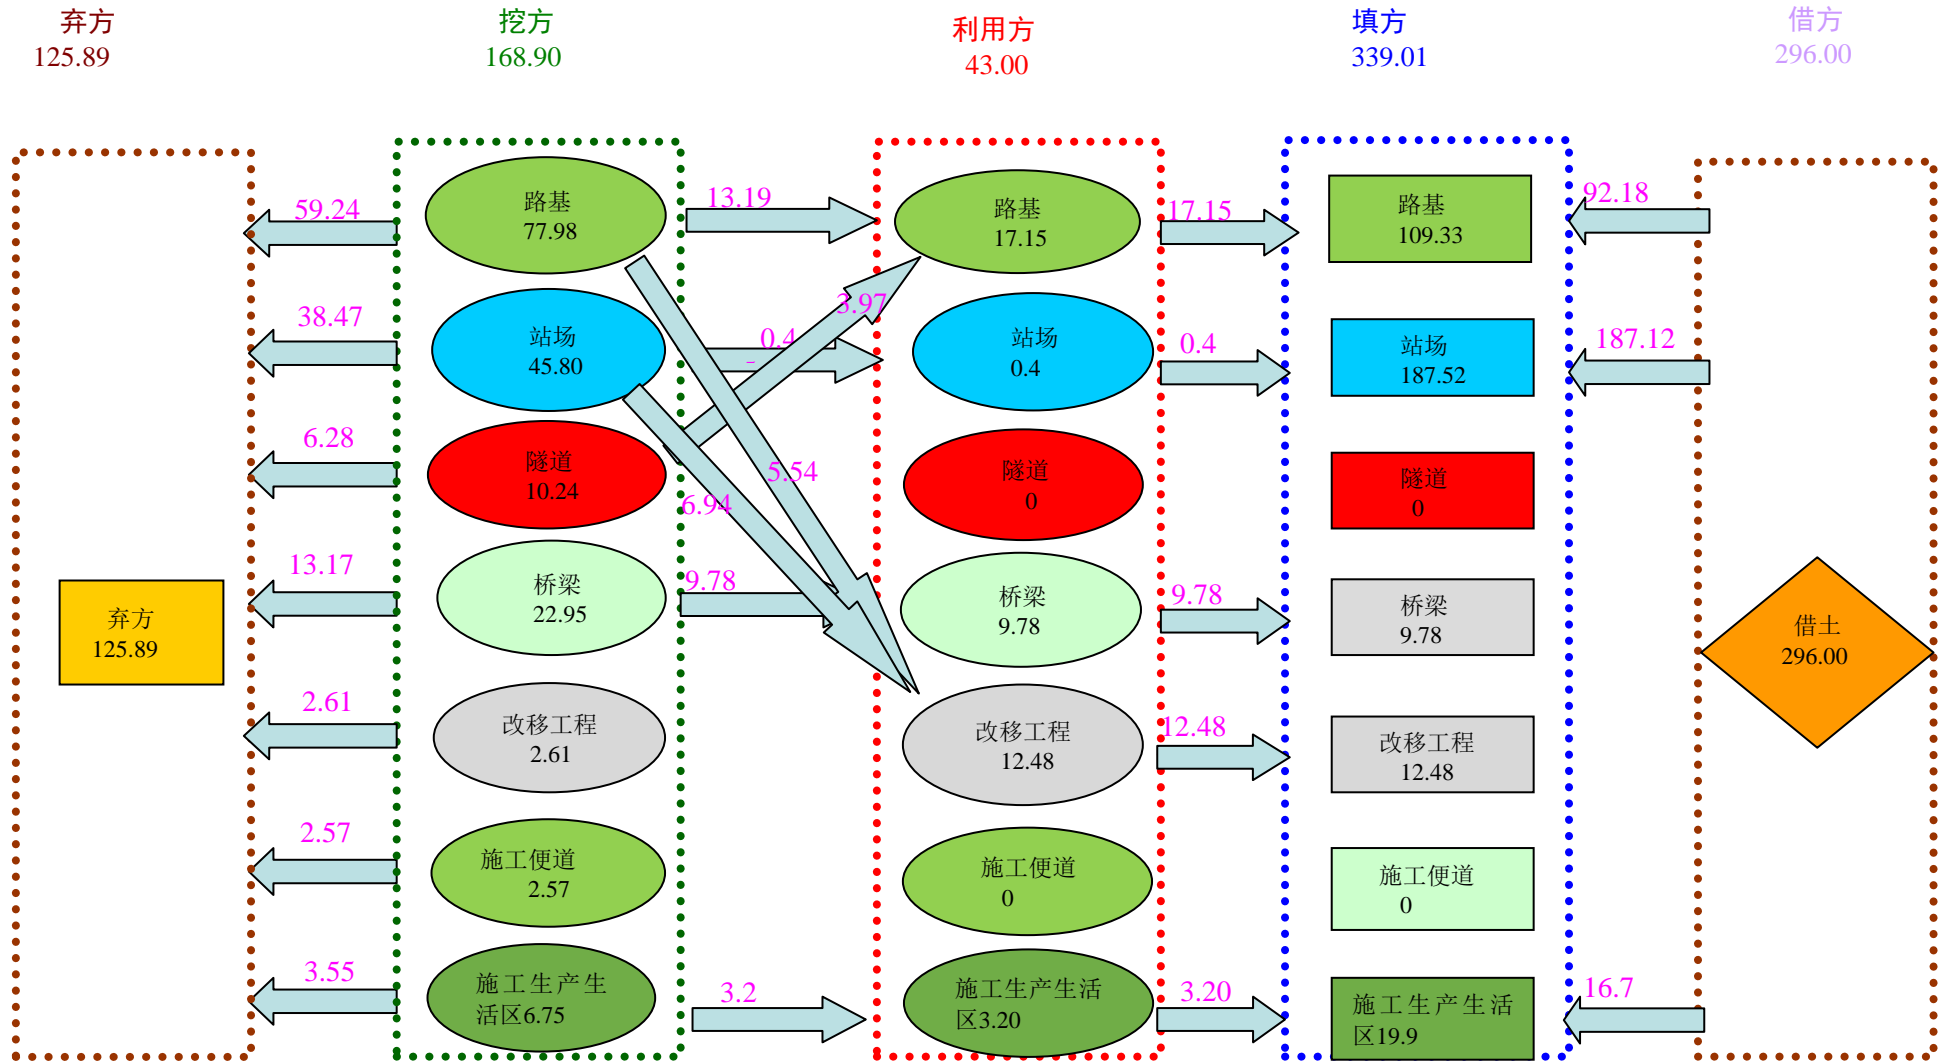 弃方
125.89
挖方
168.90
利用方
43.00
填方
339.01
借方
296.00
59.24
路基
77.98
13.19
路基
17.15
17.15
路基
109.33
92.18
38.47
站场
45.80
0.4
3.97
站场
0.4
0.4
站场
187.52
187.12
6.28
隧道
10.24
5.54
6.94
隧道
0
隧道
0
弃方
125.89
13.17
桥梁
22.95
9.78
桥梁
9.78
9.78
桥梁
9.78
借土
296.00
2.61
改移工程
2.61
改移工程
12.48
12.48
改移工程
12.48
2.57
施工便道
2.57
施工便道
0
施工便道
0
3.55
施工生产生
活区6.75
3.2
施工生产生活
区3.20
3.20
施工生产生活
区19.9
16.7